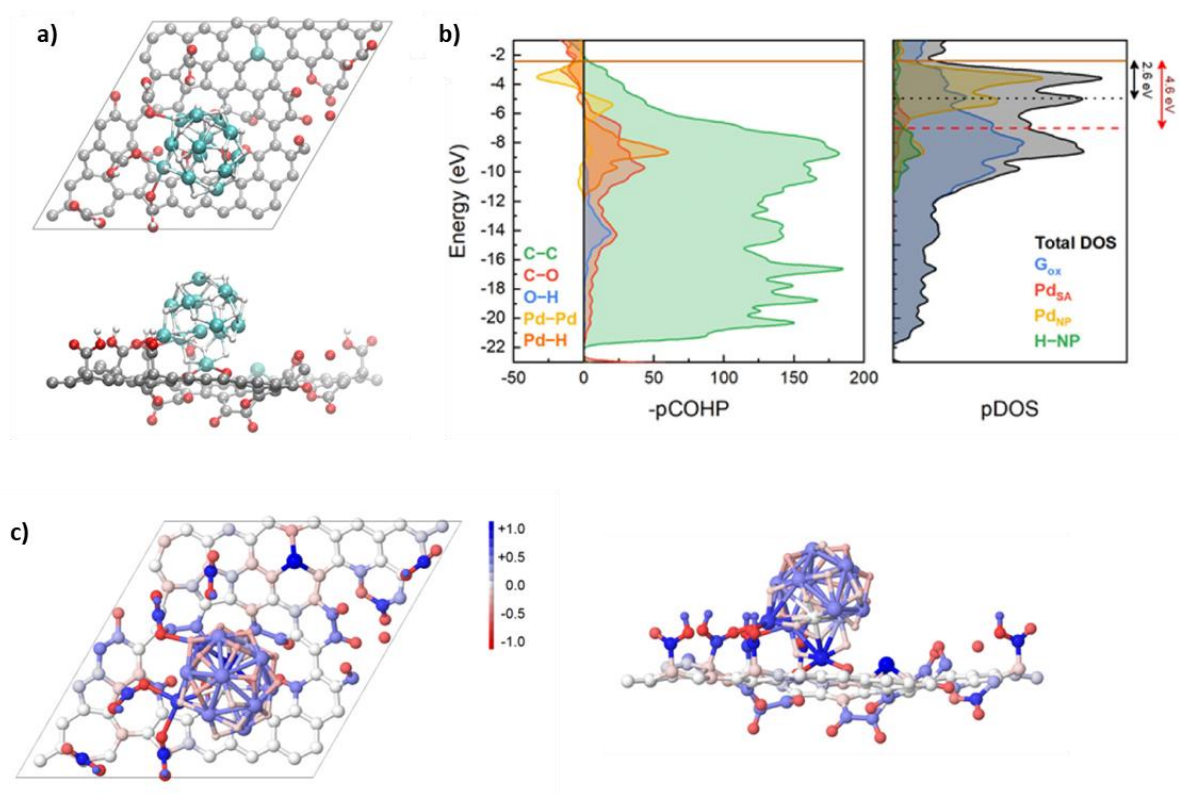 a)
b)
Energy (eV)
-2
-4
-6
-8
-10
-12
-14
-16
-18
-20
-22
C−C
C−O
O−H
Pd−Pd
Pd−H
-50
0
50
100
150
200
-pCOHP
2.6 eV
4.6 eV
Total DOS
Gox
PdSA
PdNP
H−NP
pDOS
c)
+1.0
+0.5
0.0
-0.5
-1.0